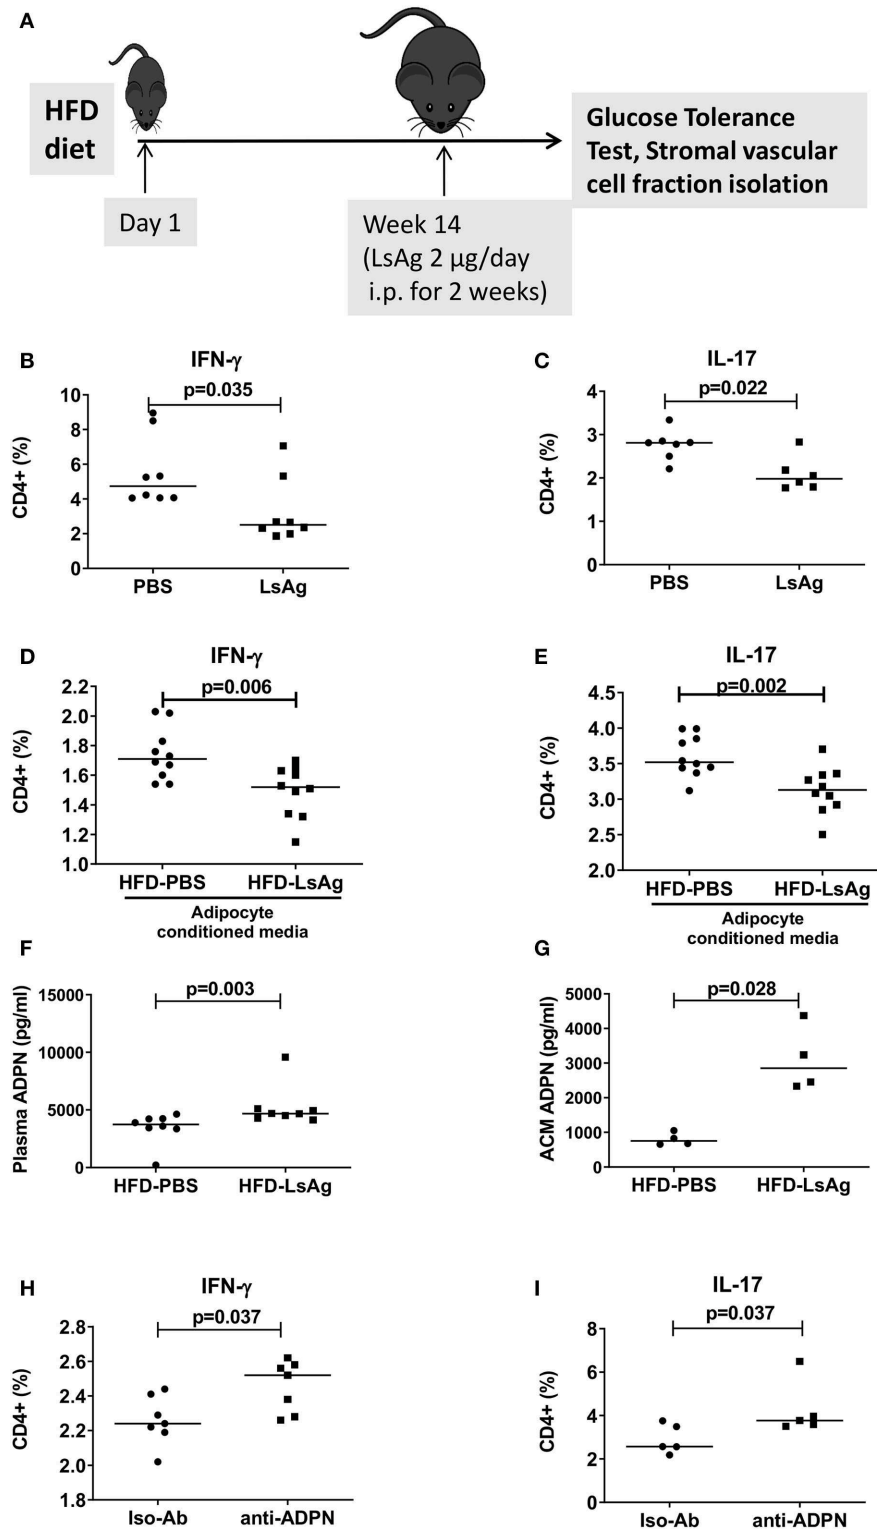 A
HFD
diet
Day 1
Week 14
(LsAg 2 µg/day
i.p. for 2 weeks)
Glucose Tolerance
Test, Stromal vascular
cell fraction isolation
B
IFN-γ
p=0.035
CD4+ (%)
10
8
6
4
2
0
PBS
LsAg
C
IL-17
p=0.022
CD4+ (%)
4
3
2
1
0
PBS
LsAg
D
IFN-γ
p=0.006
CD4+ (%)
2.2
2.0
1.8
1.6
1.4
1.2
1.0
HFD-PBS
HFD-LsAg
Adipocyte
conditioned media
E
IL-17
p=0.002
CD4+ (%)
4.5
4.0
3.5
3.0
2.5
2.0
HFD-PBS
HFD-LsAg
Adipocyte
conditioned media
F
p=0.003
Plasma ADPN (pg/ml)
15000
10000
5000
0
HFD-PBS
HFD-LsAg
G
p=0.028
ACM ADPN (pg/ml)
5000
4000
3000
2000
1000
0
HFD-PBS
HFD-LsAg
H
IFN-γ
p=0.037
CD4+ (%)
2.8
2.6
2.4
2.2
2.0
1.8
Iso-Ab
anti-ADPN
I
IL-17
p=0.037
CD4+ (%)
8
6
4
2
0
Iso-Ab
anti-ADPN